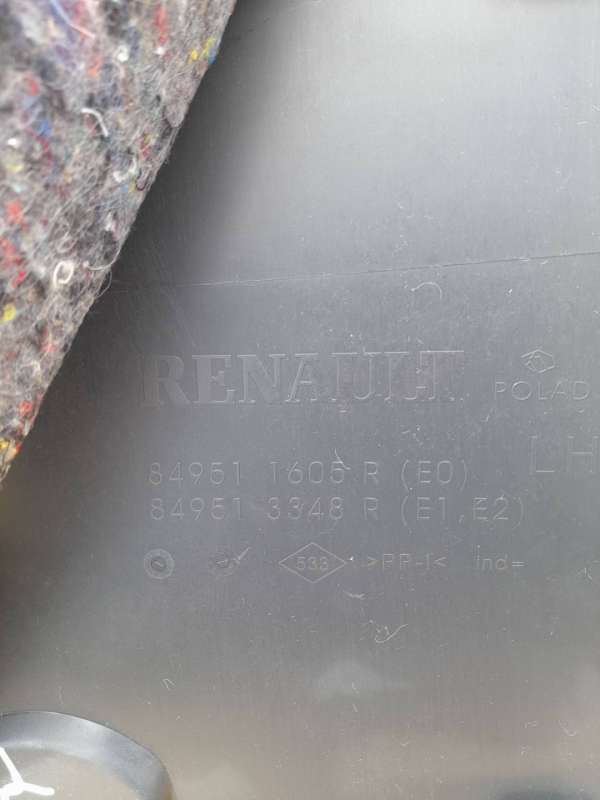 RENAULT
POLAD
LH
84951 1605 R (E0)
84951 3348 R (E1,E2)
533 >PP-I< ind=